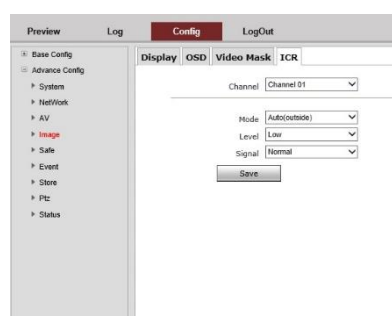 Preview Log Config LogOut
Base Config
Advance Config
System
NetWork
AV
Image
Safe
Event
Store
Ptz
Status
Display OSD Video Mask ICR
Channel Channel 01
Mode Auto(outside)
Level Low
Signal Normal
Save